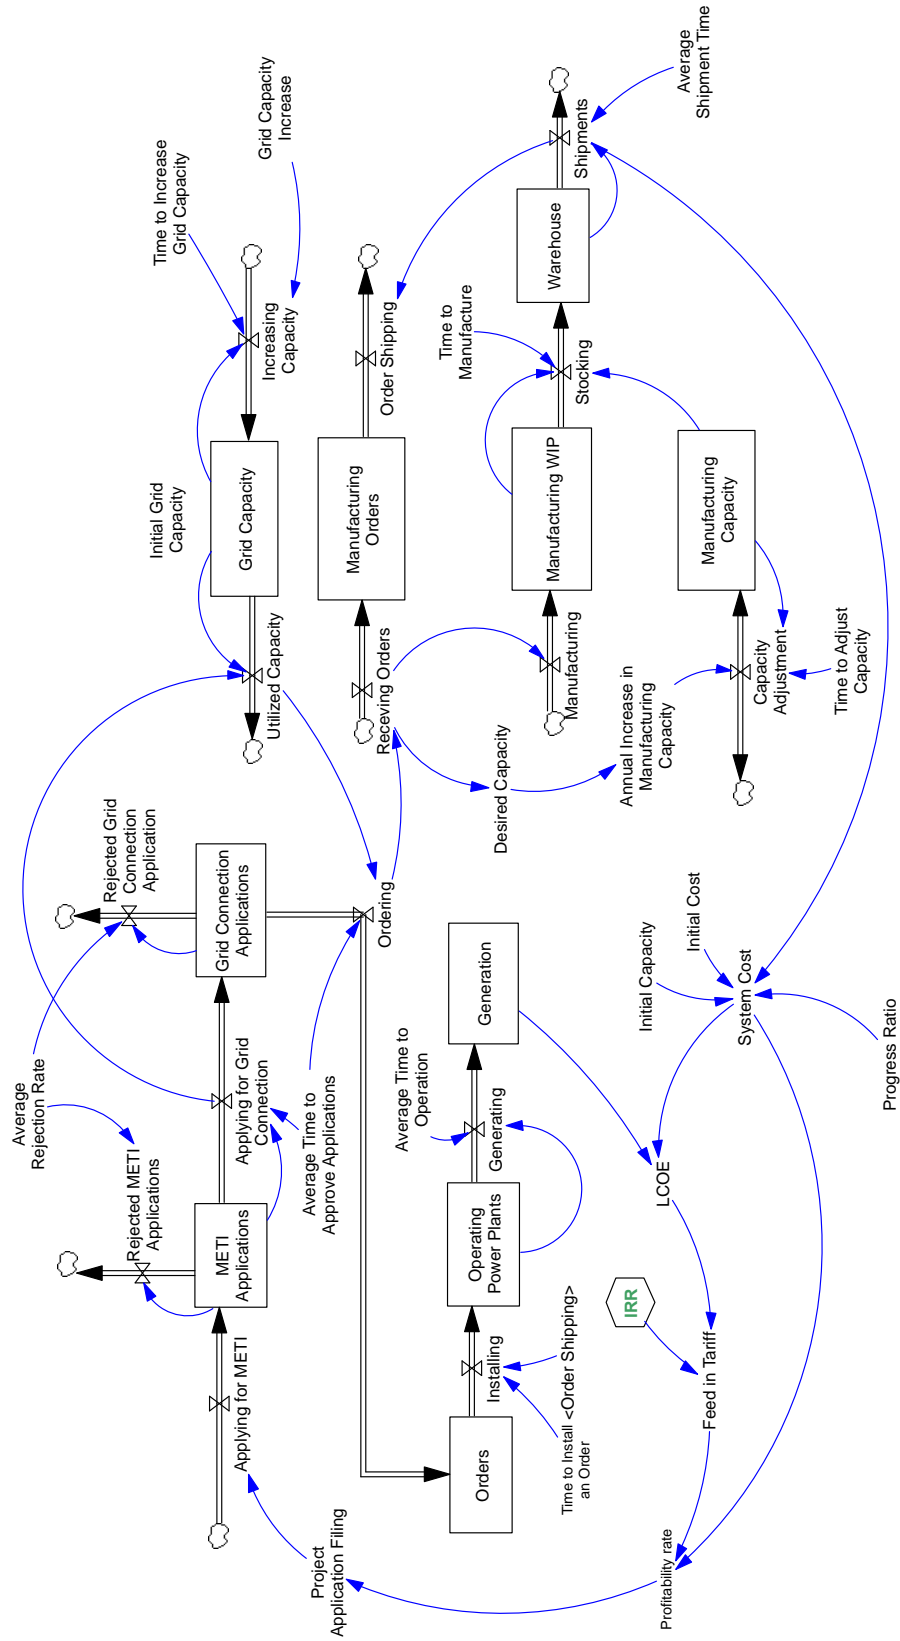 Average
Rejection Rate
Rejected Grid
Connection
Application
Rejected METI
Applications
METI
Applications
Applying for METI
Applying for Grid
Connection
Grid Connection
Applications
Average Time to
Approve Applications
Project
Application Filing
Ordering
Utilized Capacity
Initial Grid
Capacity
Grid Capacity
Time to Increase
Grid Capacity
Increasing
Capacity
Grid Capacity
Increase
Receving Orders
Manufacturing
Orders
Order Shipping
Orders
Installing
Time to Install
an Order
<Order Shipping>
Operating
Power Plants
Average Time to
Operation
Generating
Generation
Desired Capacity
Manufacturing
Manufacturing WIP
Time to
Manufacture
Stocking
Warehouse
Shipments
Average
Shipment Time
Annual Increase in
Manufacturing
Capacity
Manufacturing
Capacity
Capacity
Adjustment
Time to Adjust
Capacity
Profitability rate
Feed in Tariff
IRR
LCOE
System Cost
Initial Capacity
Initial Cost
Progress Ratio